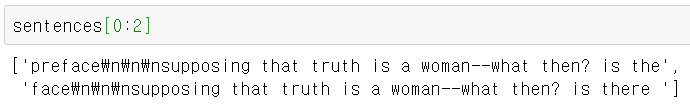 sentences[0:2]
['preface₩n₩n₩nsupposing that truth is a woman--what then? is the',
'face₩n₩n₩nsupposing that truth is a woman--what then? is there ']